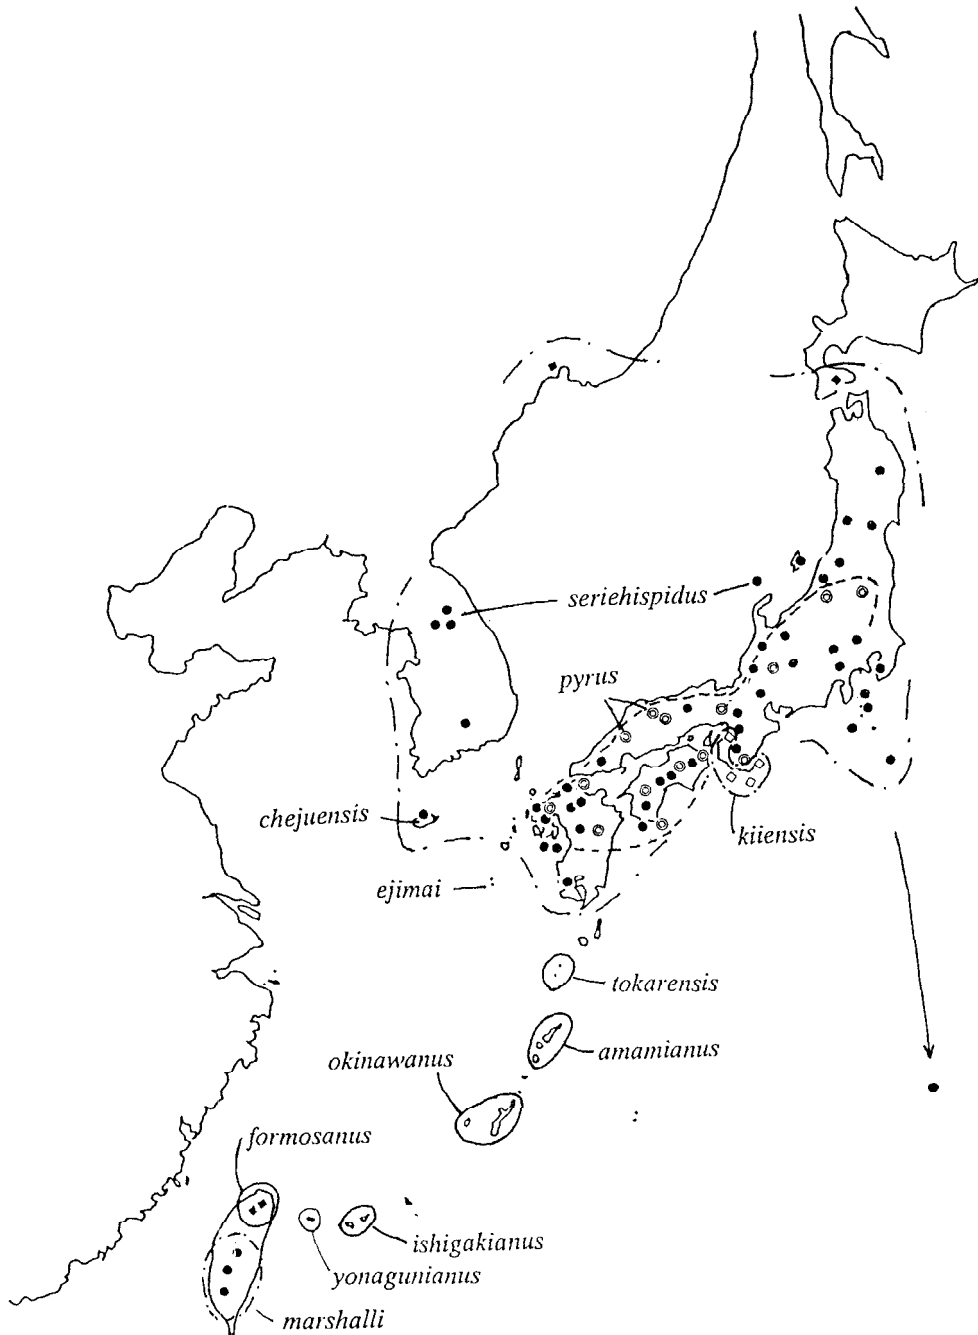 seriehispidus
pyrus
chejuensis
kiiensis
ejimai
tokarensis
amamianus
okinawanus
formosanus
ishigakianus
yonagunianus
marshalli